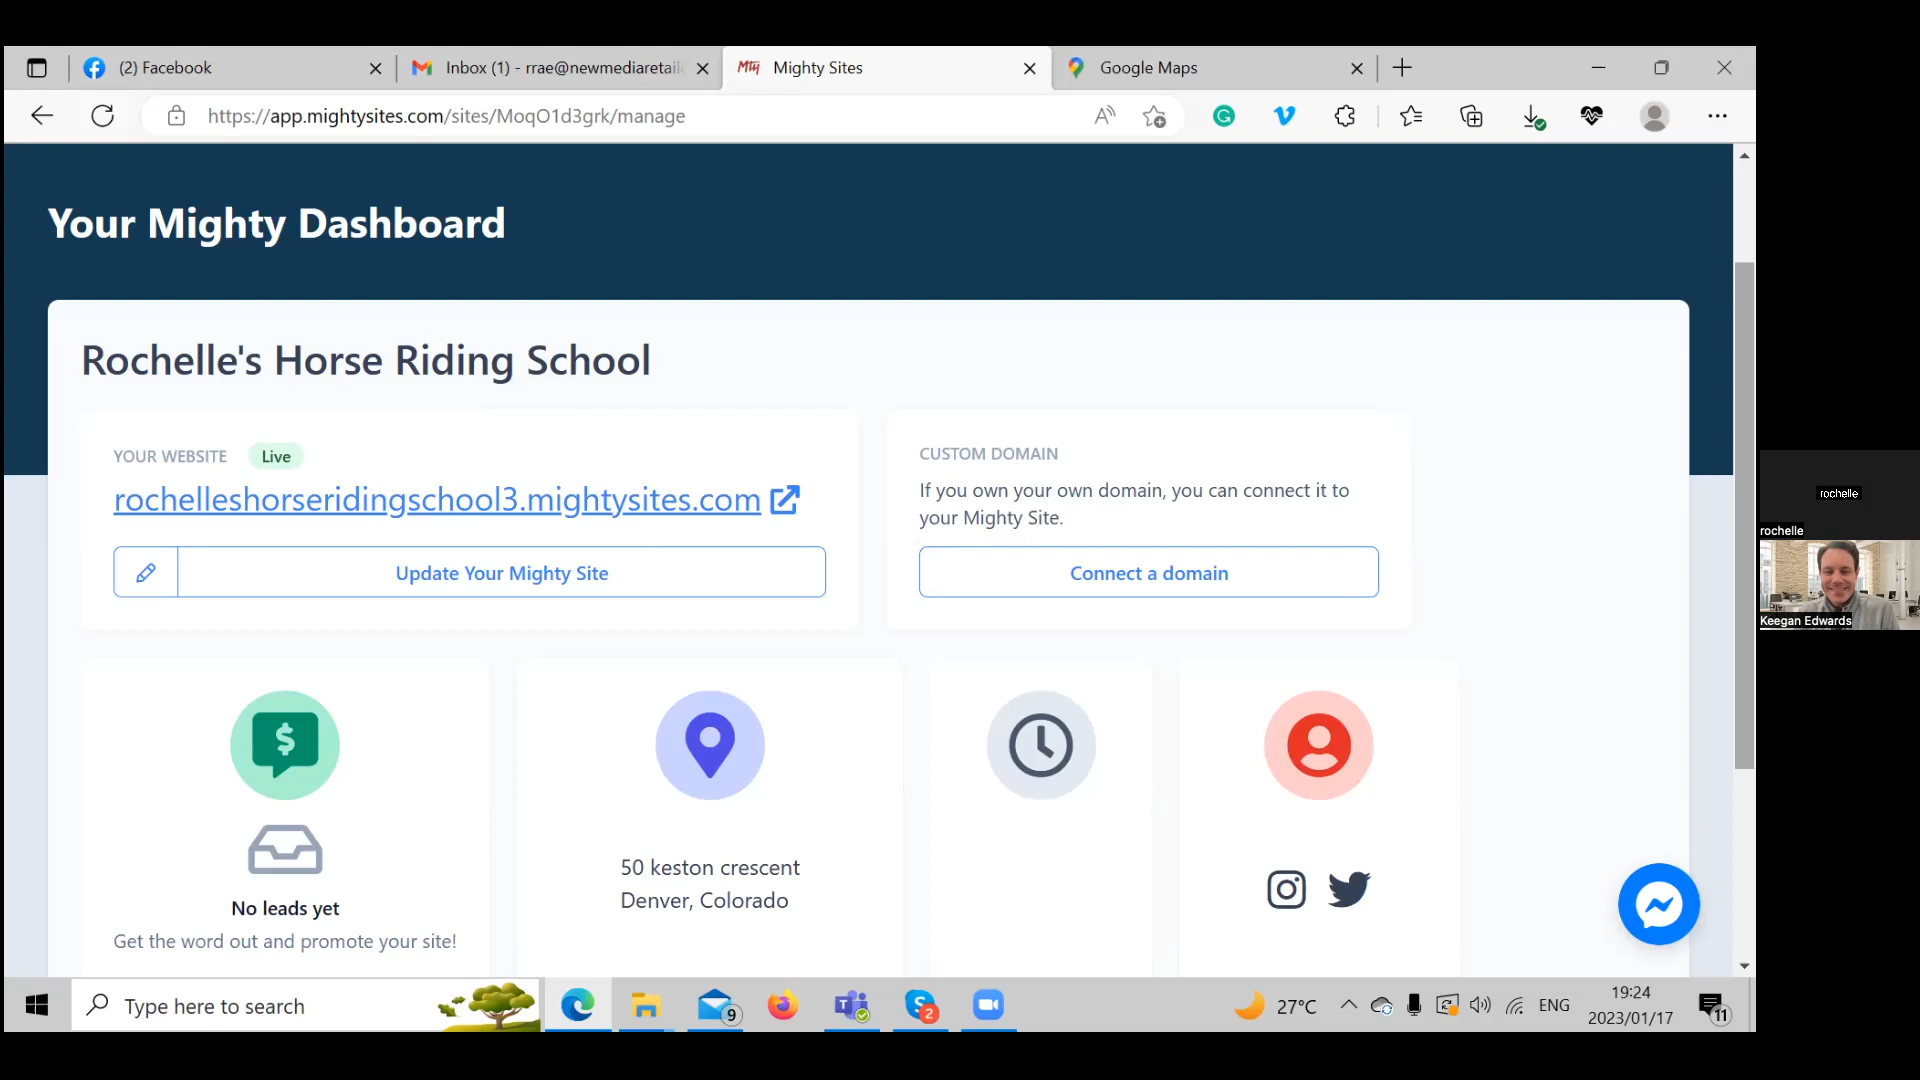 (2) Facebook
Inbox (1) - rrae@newmediaretail
Mty Mighty Sites
Google Maps
https://app.mightysites.com/sites/MoqO1d3grk/manage
Your Mighty Dashboard
Rochelle's Horse Riding School
YOUR WEBSITE Live
rochelleshorseridingschool3.mightysites.com
Update Your Mighty Site
CUSTOM DOMAIN
If you own your own domain, you can connect it to
your Mighty Site.
Connect a domain
$
No leads yet
Get the word out and promote your site!
50 keston crescent
Denver, Colorado
rochelle
rochelle
Keegan Edwards
Type here to search
9
2
27°C
ENG
19:24
2023/01/17
11